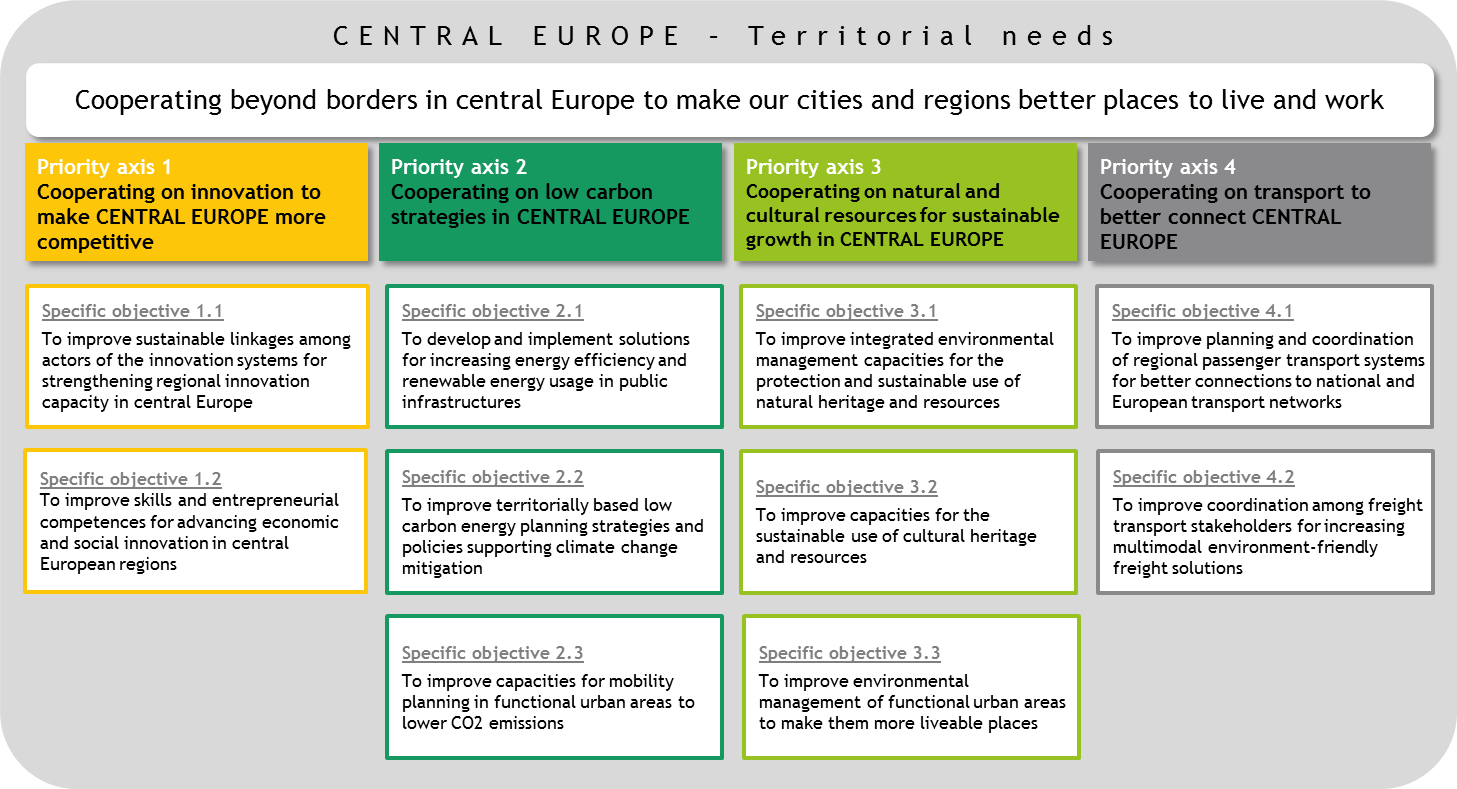 CENTRAL EUROPE – Territorial needs
Cooperating beyond borders in central Europe to make our cities and regions better places to live and work
Priority axis 1
Cooperating on innovation to
make CENTRAL EUROPE more
competitive
Priority axis 2
Cooperating on low carbon
strategies in CENTRAL EUROPE
Priority axis 3
Cooperating on natural and
cultural resources for sustainable
growth in CENTRAL EUROPE
Priority axis 4
Cooperating on transport to
better connect CENTRAL
EUROPE
Specific objective 1.1
To improve sustainable linkages among
actors of the innovation systems for
strengthening regional innovation
capacity in central Europe
Specific objective 2.1
To develop and implement solutions
for increasing energy efficiency and
renewable energy usage in public
infrastructures
Specific objective 3.1
To improve integrated environmental
management capacities for the
protection and sustainable use of
natural heritage and resources
Specific objective 4.1
To improve planning and coordination
of regional passenger transport systems
for better connections to national and
European transport networks
Specific objective 1.2
To improve skills and entrepreneurial
competences for advancing economic
and social innovation in central
European regions
Specific objective 2.2
To improve territorially based low
carbon energy planning strategies and
policies supporting climate change
mitigation
Specific objective 3.2
To improve capacities for the
sustainable use of cultural heritage
and resources
Specific objective 4.2
To improve coordination among freight
transport stakeholders for increasing
multimodal environment-friendly
freight solutions
Specific objective 2.3
To improve capacities for mobility
planning in functional urban areas to
lower CO2 emissions
Specific objective 3.3
To improve environmental
management of functional urban areas
to make them more liveable places